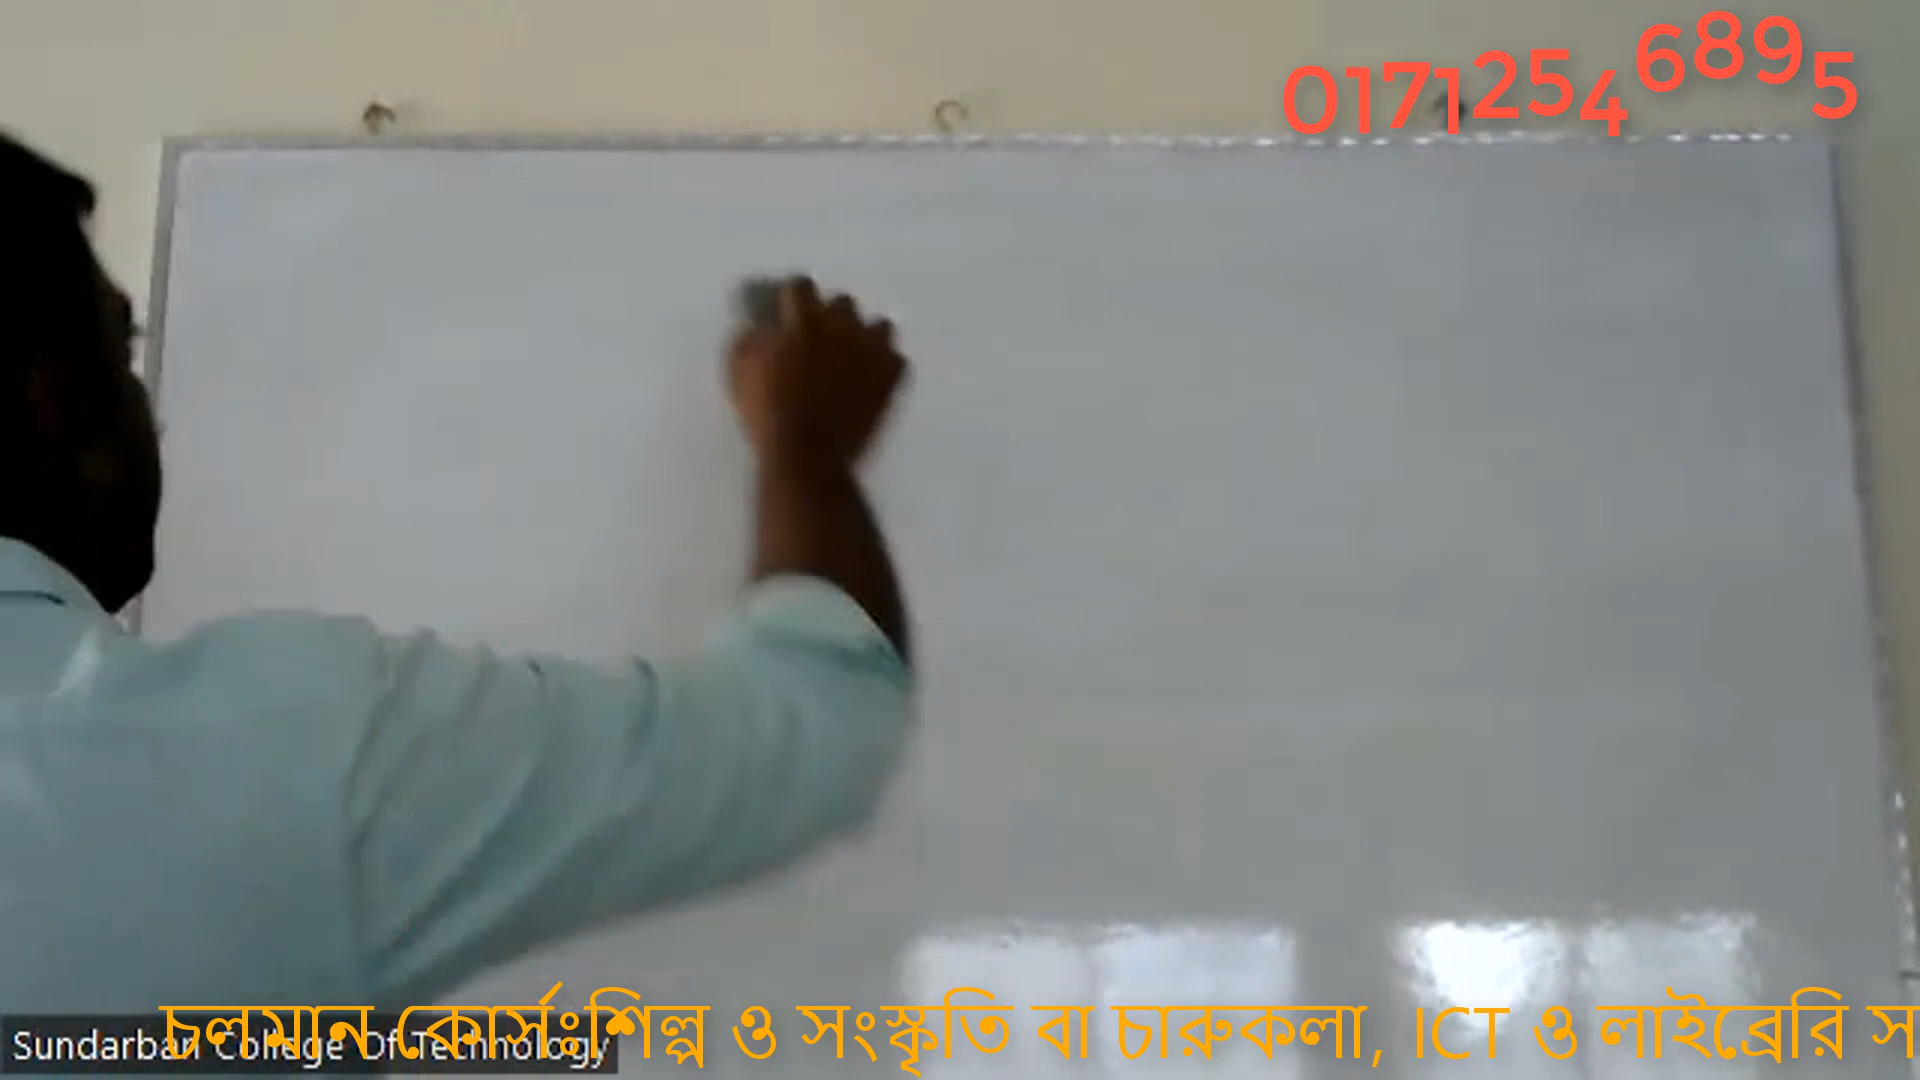 01712546895
চলমান কোর্সঃশিল্প ও সংস্কৃতি বা চারুকলা, ICT ও লাইব্রেরি স
Sundarban College Of Technology